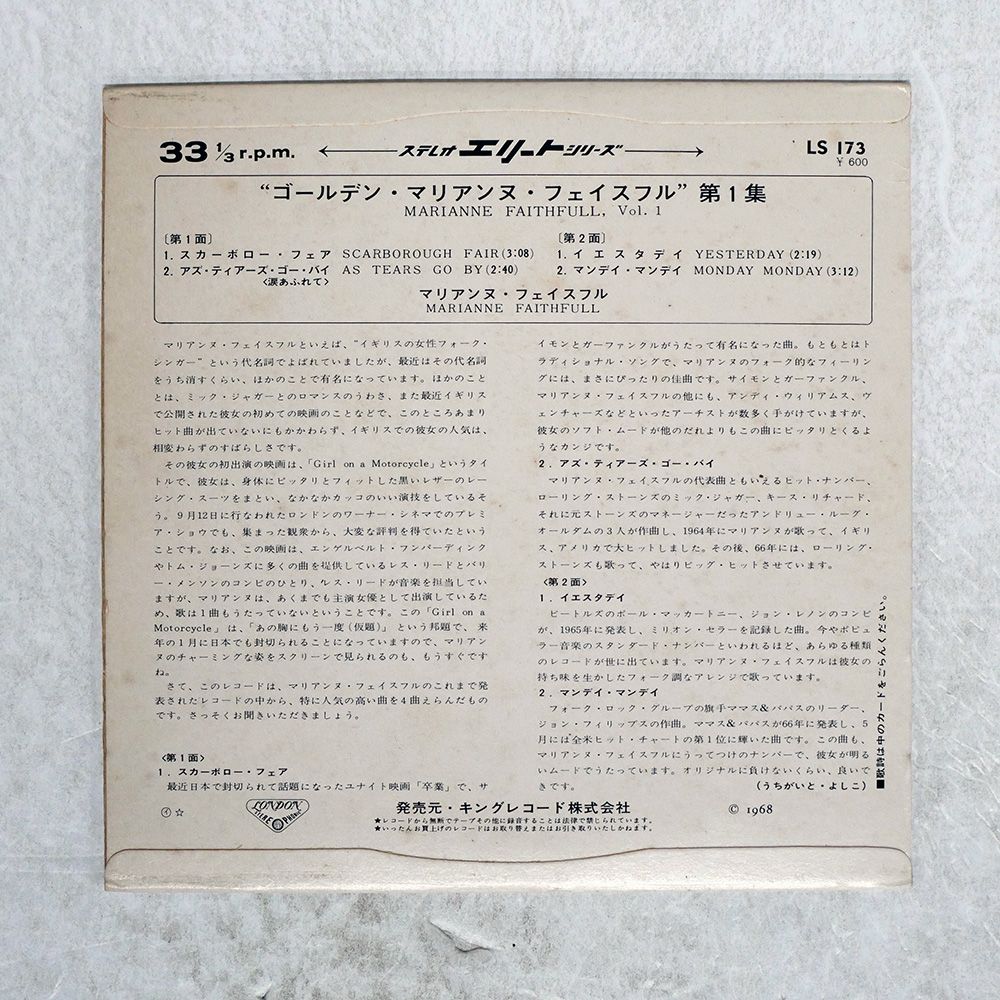 33 1/3 r.p.m.
ステレオ エリート シリーズ
LS 173
¥ 600
“ゴールデン・マリアンヌ・フェイスフル” 第1集
MARIANNE FAITHFULL, Vol. 1
〔第1面〕
1. スカーボロー・フェア SCARBOROUGH FAIR(3:08)
2. アズ・ティアーズ・ゴー・バイ AS TEARS GO BY(2:40)
<涙あふれて>
〔第2面〕
1. イエスタデイ YESTERDAY(2:19)
2. マンデイ・マンデイ MONDAY MONDAY(3:12)
マリアンヌ・フェイスフル
MARIANNE FAITHFULL
マリアンヌ・フェイスフルといえば、“イギリスの女性フォーク・
シンガー” という代名詞でよばれていましたが、最近はその代名詞
をうち消すくらい、ほかのことで有名になっています。ほかのこと
とは、ミック・ジャガーとのロマンスのうわさ、また最近イギリス
で公開された彼女の初めての映画のことなどで、このところあまり
ヒット曲が出ていないにもかかわらず、イギリスでの彼女の人気は、
相変わらずのすばらしさです。
その彼女の初出演の映画は、「Girl on a Motorcycle」というタイ
トルで、彼女は、身体にピッタリとフィットした黒いレザーのレー
シング・スーツをまとい、なかなかカッコのいい演技をしているそ
う。9月12日に行なわれたロンドンのワーナー・シネマでのプレミ
ア・ショウでも、集まった観衆から、大変な評判を得ていたという
ことです。なお、この映画は、エンゲルベルト・フンパーディンク
やトム・ジョーンズに多くの曲を提供しているレス・リードとバリ
ー・メンソンのコンビのひとり、レス・リードが音楽を担当してい
ますが、マリアンヌは、あくまでも主演女優として出演しているた
め、歌は1曲もうたっていないということです。この「Girl on a
Motorcycle」は、「あの胸にもう一度(仮題)」という邦題で、来
年の1月に日本でも封切られることになっていますので、マリアン
ヌのチャーミングな姿をスクリーンで見られるのも、もうすぐです
ね。
さて、このレコードは、マリアンヌ・フェイスフルのこれまで発
表されたレコードの中から、特に人気の高い曲を4曲えらんだもの
です。さっそくお聞きいただきましょう。
<第1面>
1. スカーボロー・フェア
最近日本で封切られて話題になったユナイト映画「卒業」で、サ
イモンとガーファンクルがうたって有名になった曲。もともとはト
ラディショナル・ソングで、マリアンヌのフォーク的なフィーリン
グには、まさにぴったりの佳曲です。サイモンとガーファンクル、
マリアンヌ・フェイスフルの他にも、アンディ・ウィリアムス、ヴ
ェンチャーズなどといったアーチストが数多く手がけていますが、
彼女のソフト・ムードが他のだれよりもこの曲にピッタリとくるよ
うなカンジです。
2. アズ・ティアーズ・ゴー・バイ
マリアンヌ・フェイスフルの代表曲ともいえるヒット・ナンバー、
ローリング・ストーンズのミック・ジャガー、キース・リチャード、
それに元ストーンズのマネージャーだったアンドリュー・ルーグ・
オールダムの3人が作曲し、1964年にマリアンヌが歌って、イギリ
ス、アメリカで大ヒットしました。その後、66年には、ローリング・
ストーンズも歌って、やはりビッグ・ヒットさせています。
<第2面>
1. イエスタデイ
ビートルズのポール・マッカートニー、ジョン・レノンのコンビ
が、1965年に発表し、ミリオン・セラーを記録した曲。今やポピュ
ラー音楽のスタンダード・ナンバーといわれるほど、あらゆる種類
のレコードが世に出ています。マリアンヌ・フェイスフルは彼女の
持ち味を生かしたフォーク調なアレンジで歌っています。
2. マンデイ・マンデイ
フォーク・ロック・グループの旗手ママス&パパスのリーダー、
ジョン・フィリップスの作曲。ママス&パパスが66年に発表し、5
月には全米ヒット・チャートの第1位に輝いた曲です。この曲も、
マリアンヌ・フェイスフルにうってつけのナンバーで、彼女が明る
いムードでうたっています。オリジナルに負けないくらい、良いで
きです。
(うちがいと・よしこ)
■歌詩は中のカードをごらんください。
イ ☆
LONDON
STEREOPHONIC
発売元・キングレコード株式会社
★レコードから無断でテープその他に録音することは法律で禁じられています。
★いったんお買上げのレコードはお取り替えまたはお引き取りいたしかねます。
© 1968